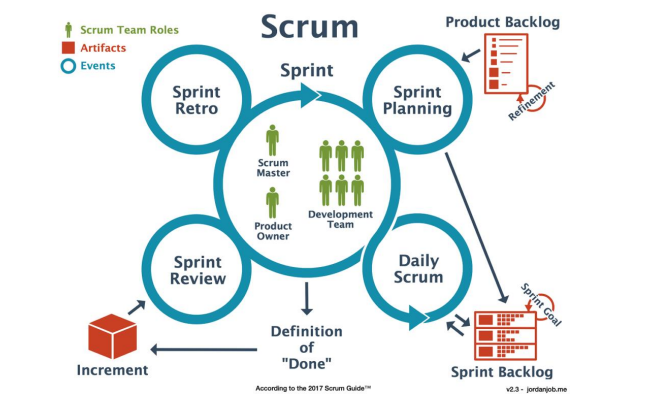 Scrum
Scrum Team Roles
Artifacts
Events
Product Backlog
Refinement
Sprint
Sprint
Retro
Sprint
Planning
Scrum
Master
Product
Owner
Development
Team
Sprint
Review
Daily
Scrum
Sprint Goal
Definition
of
"Done"
Increment
Sprint Backlog
According to the 2017 Scrum Guide™
v2.3 - jordanjob.me